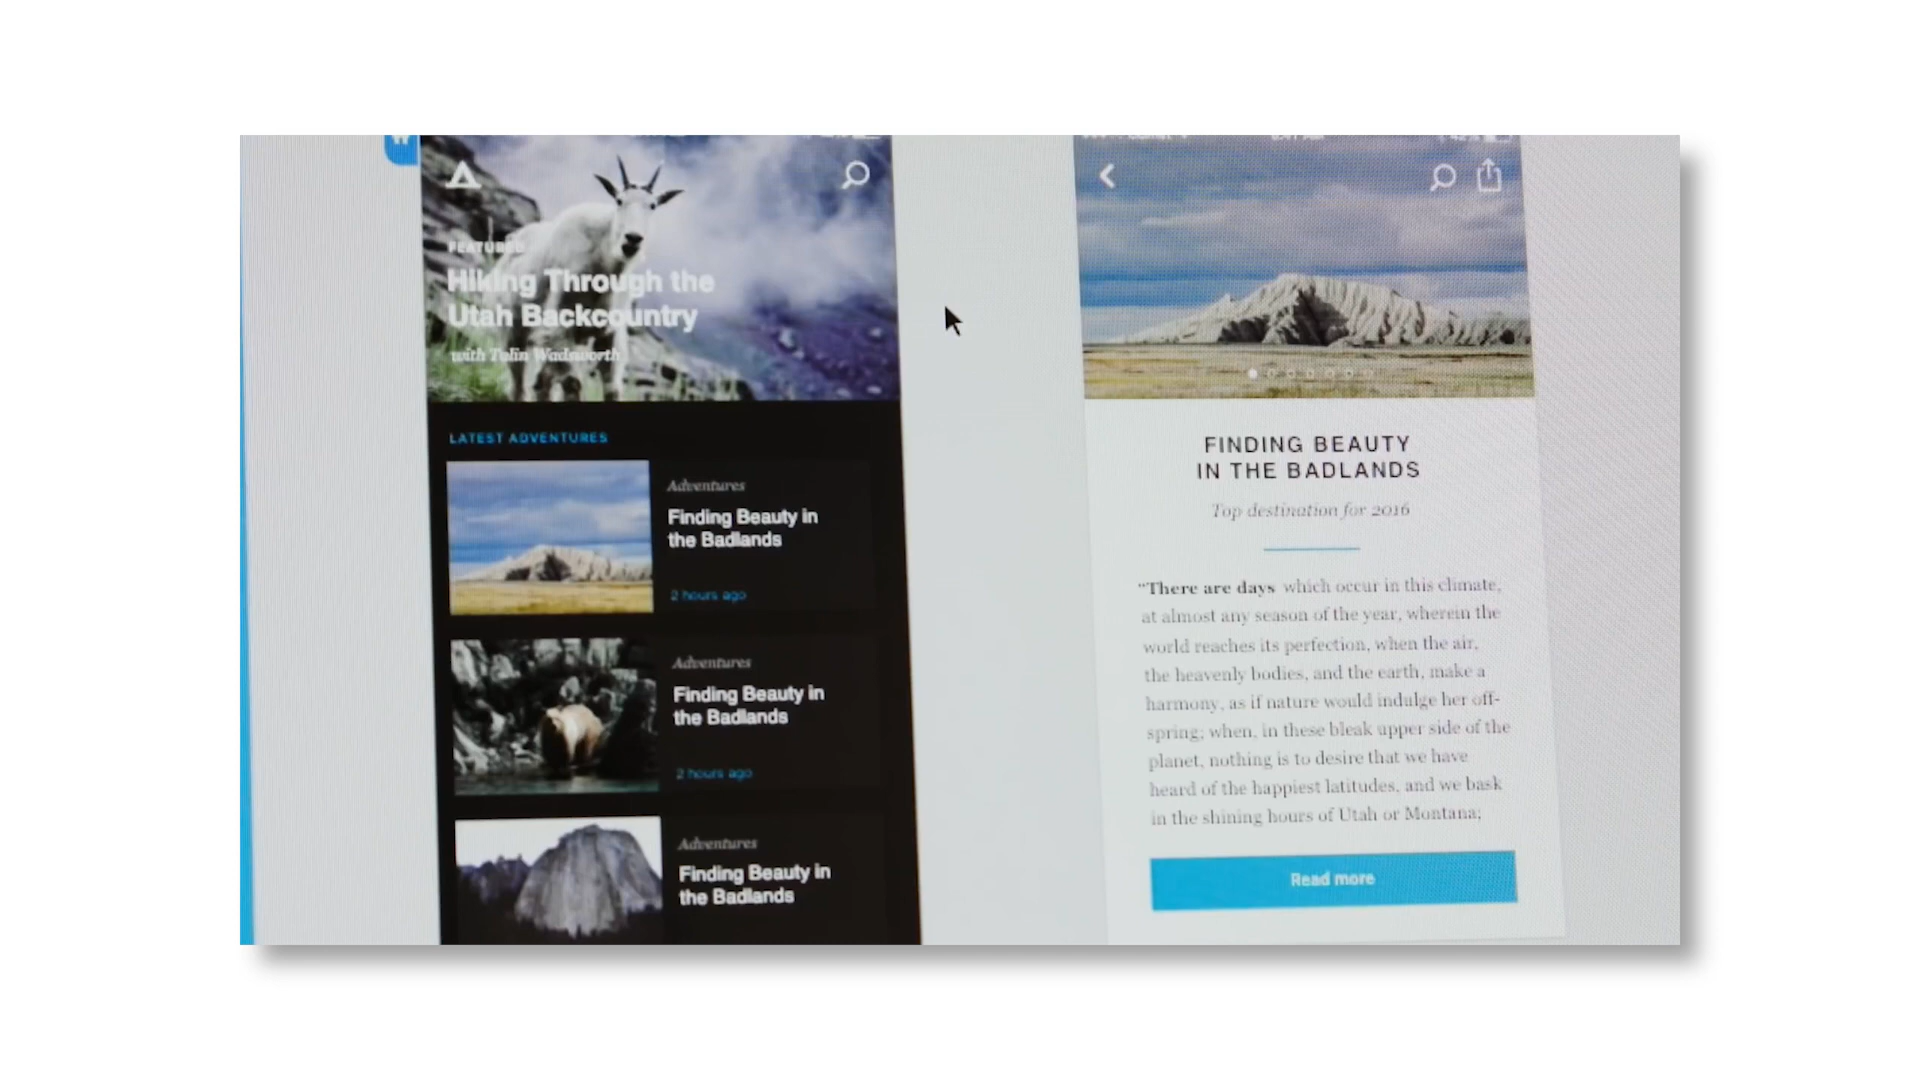 FEATURED
Hiking Through the
Utah Backcountry
with Tolin Wadsworth
LATEST ADVENTURES
Adventures
Finding Beauty in
the Badlands
2 hours ago
Adventures
Finding Beauty in
the Badlands
2 hours ago
Adventures
Finding Beauty in
the Badlands
FINDING BEAUTY
IN THE BADLANDS
Top destination for 2016
“There are days which occur in this climate,
at almost any season of the year, wherein the
world reaches its perfection, when the air,
the heavenly bodies, and the earth, make a
harmony, as if nature would indulge her off-
spring; when, in these bleak upper side of the
planet, nothing is to desire that we have
heard of the happiest latitudes, and we bask
in the shining hours of Utah or Montana;
Read more